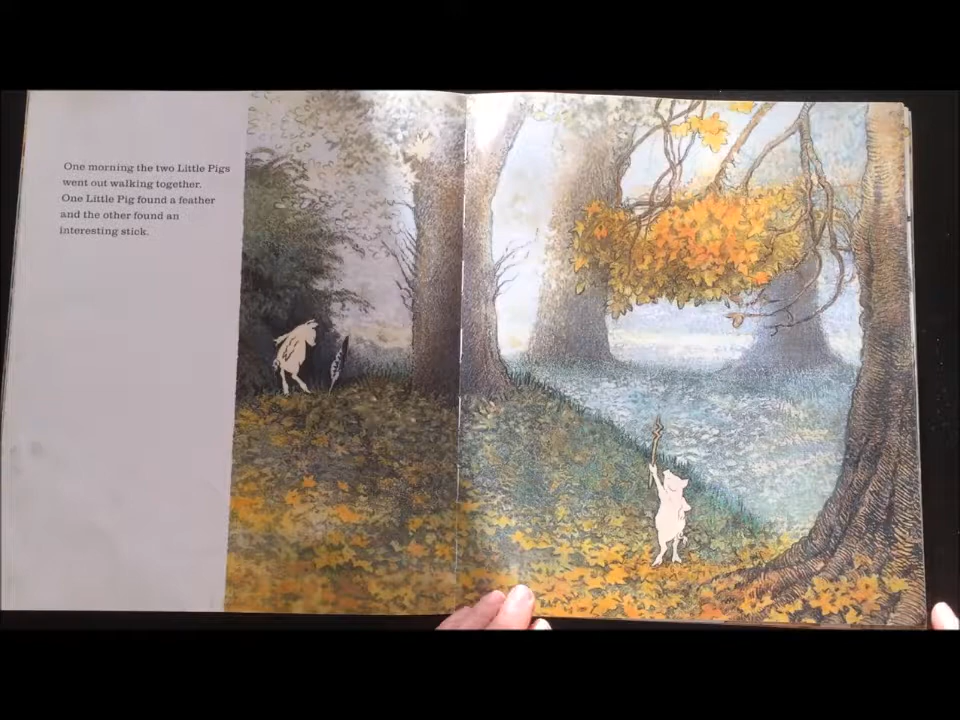 One morning the two Little Pigs
went out walking together.
One Little Pig found a feather
and the other found an
interesting stick.